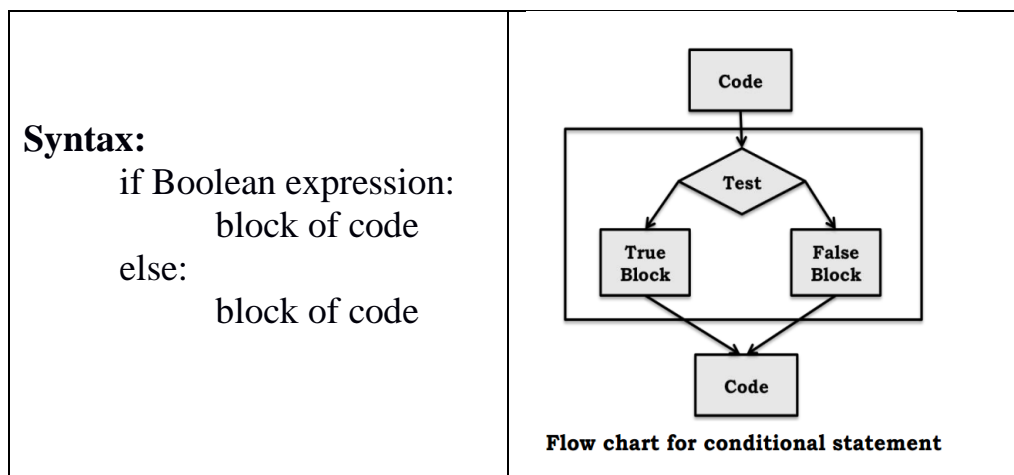 Syntax:
if Boolean expression:
block of code
else:
block of code
Code
Test
True
Block
False
Block
Code
Flow chart for conditional statement